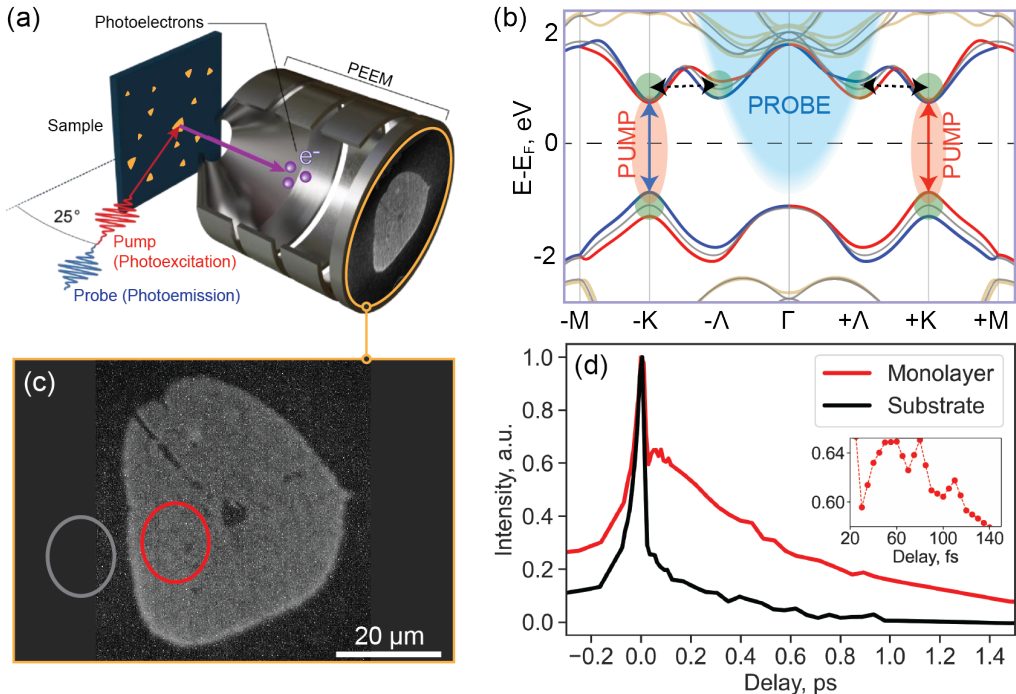 (a)
Photoelectrons
PEEM
Sample
e⁻
25°
Pump
(Photoexcitation)
Probe (Photoemission)
(b)
E-E_F, eV
2
0
-2
PROBE
PUMP
PUMP
-M -K -Λ Γ +Λ +K +M
(c)
20 μm
(d)
Intensity, a.u.
1.0
0.8
0.6
0.4
0.2
0.0
Monolayer
Substrate
0.64
0.60
20 60 100 140
Delay, fs
−0.2 0.0 0.2 0.4 0.6 0.8 1.0 1.2 1.4
Delay, ps